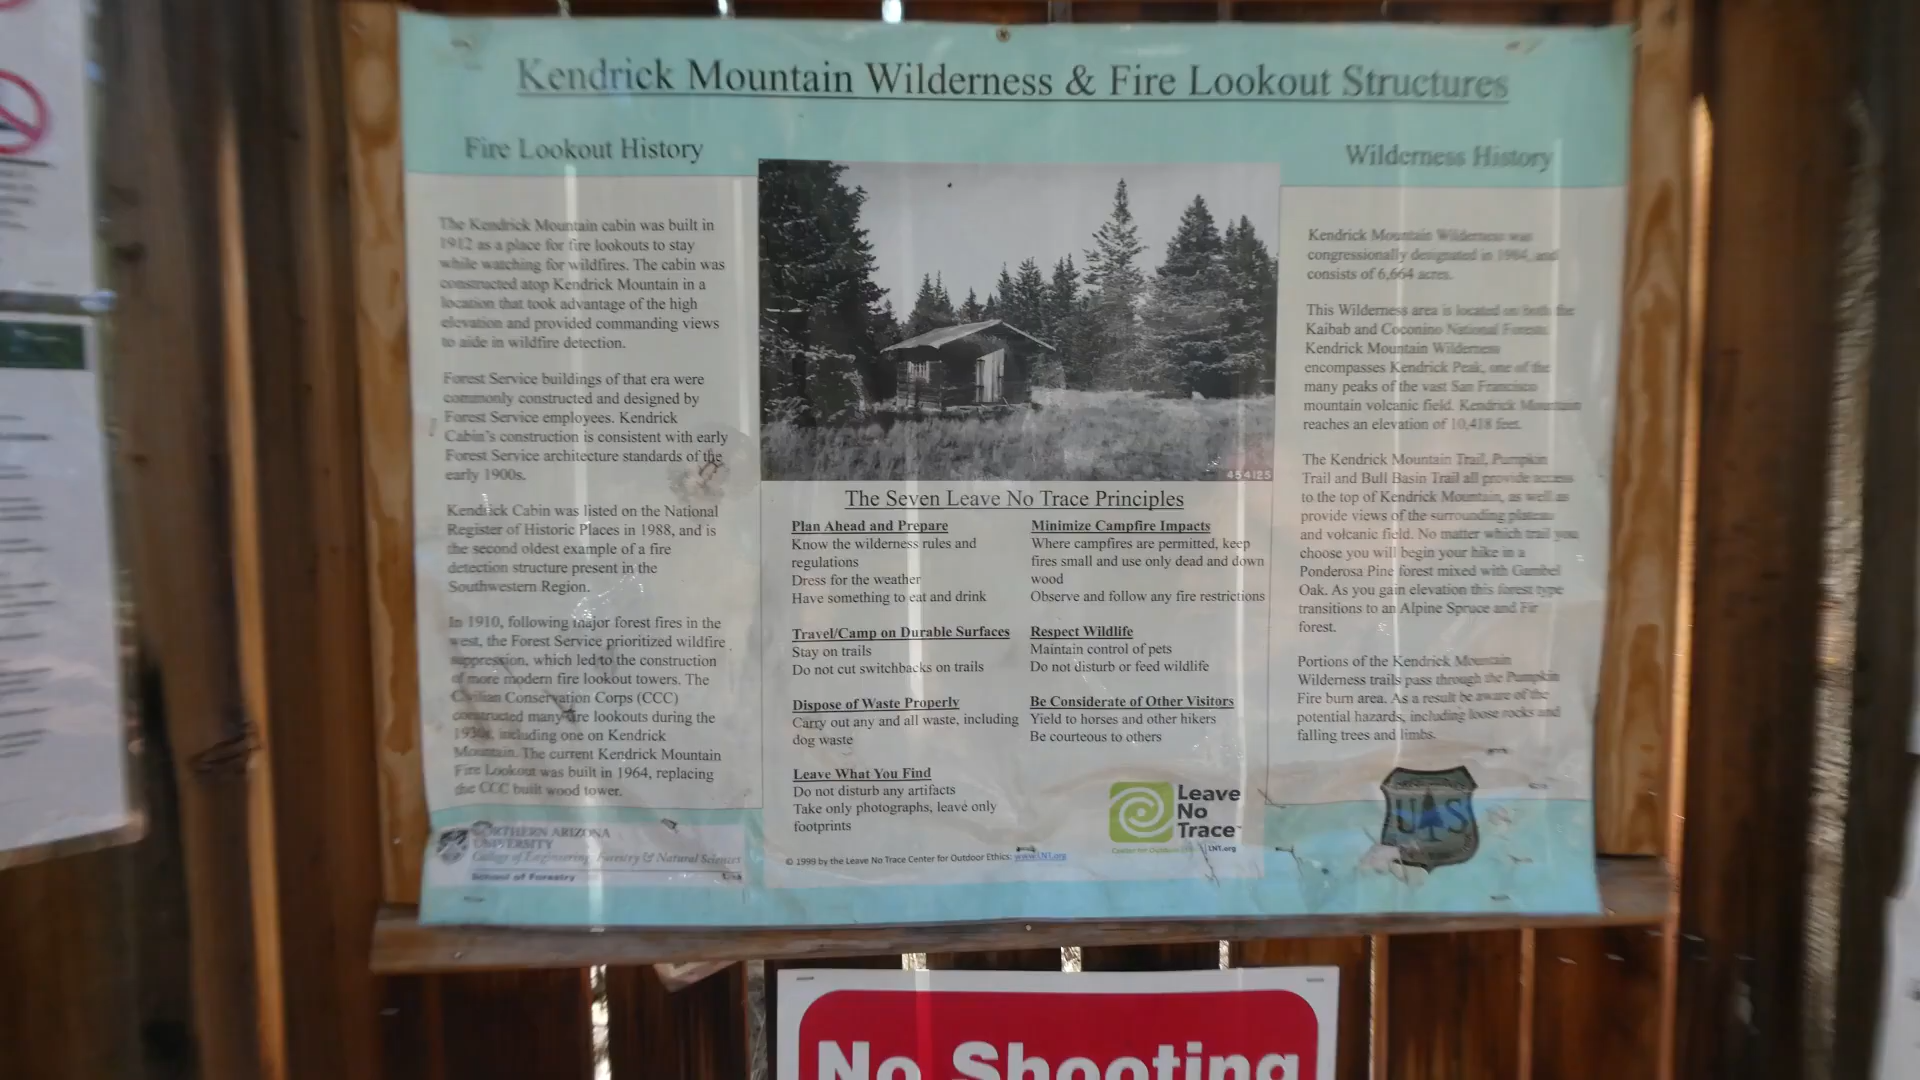 Kendrick Mountain Wilderness & Fire Lookout Structures
Fire Lookout History
The Kendrick Mountain cabin was built in
1912 as a place for fire lookouts to stay
while watching for wildfires. The cabin was
constructed atop Kendrick Mountain in a
location that took advantage of the high
elevation and provided commanding views
to aide in wildfire detection.
Forest Service buildings of that era were
commonly constructed and designed by
Forest Service employees. Kendrick
Cabin's construction is consistent with early
Forest Service architecture standards of the
early 1900s.
Kendrick Cabin was listed on the National
Register of Historic Places in 1988, and is
the second oldest example of a fire
detection structure present in the
Southwestern Region.
In 1910, following major forest fires in the
west, the Forest Service prioritized wildfire
suppression, which led to the construction
of more modern fire lookout towers. The
Civilian Conservation Corps (CCC)
constructed many fire lookouts during the
1930s, including one on Kendrick
Mountain. The current Kendrick Mountain
Fire Lookout was built in 1964, replacing
the CCC built wood tower.
NORTHERN ARIZONA
UNIVERSITY
College of Engineering, Forestry & Natural Sciences
School of Forestry
454125
The Seven Leave No Trace Principles
Plan Ahead and Prepare
Know the wilderness rules and
regulations
Dress for the weather
Have something to eat and drink
Travel/Camp on Durable Surfaces
Stay on trails
Do not cut switchbacks on trails
Dispose of Waste Properly
Carry out any and all waste, including
dog waste
Leave What You Find
Do not disturb any artifacts
Take only photographs, leave only
footprints
Minimize Campfire Impacts
Where campfires are permitted, keep
fires small and use only dead and down
wood
Observe and follow any fire restrictions
Respect Wildlife
Maintain control of pets
Do not disturb or feed wildlife
Be Considerate of Other Visitors
Yield to horses and other hikers
Be courteous to others
Leave
No
Trace
LNT.org
© 1999 by the Leave No Trace Center for Outdoor Ethics: www.LNT.org
Wilderness History
Kendrick Mountain Wilderness was
congressionally designated in 1984, and
consists of 6,664 acres.
This Wilderness area is located on both the
Kaibab and Coconino National Forests.
Kendrick Mountain Wilderness
encompasses Kendrick Peak, one of the
many peaks of the vast San Francisco
mountain volcanic field. Kendrick Mountain
reaches an elevation of 10,418 feet.
The Kendrick Mountain Trail, Pumpkin
Trail and Bull Basin Trail all provide access
to the top of Kendrick Mountain, as well as
provide views of the surrounding plateau
and volcanic field. No matter which trail you
choose you will begin your hike in a
Ponderosa Pine forest mixed with Gambel
Oak. As you gain elevation this forest type
transitions to an Alpine Spruce and Fir
forest.
Portions of the Kendrick Mountain
Wilderness trails pass through the Pumpkin
Fire burn area. As a result be aware of the
potential hazards, including loose rocks and
falling trees and limbs.
U S
No Shooting